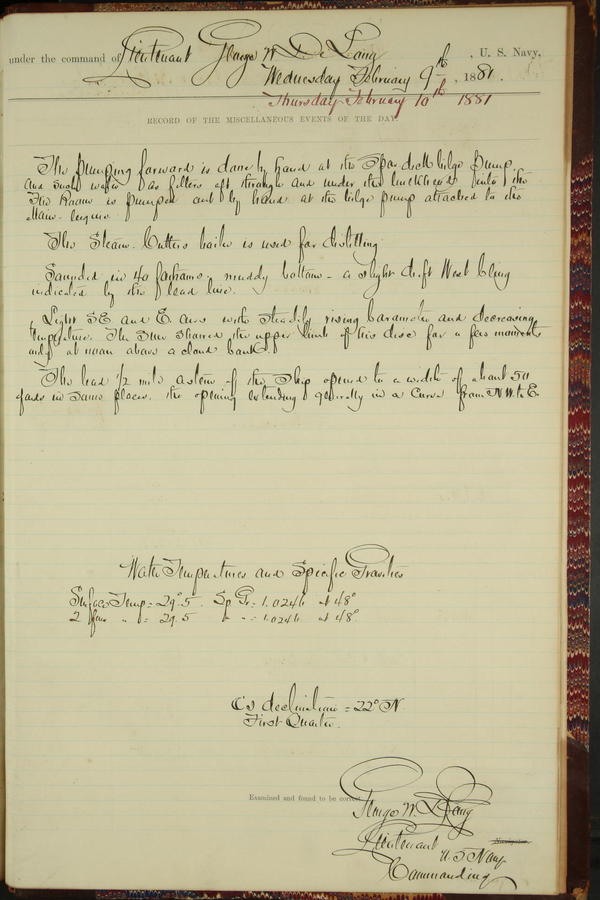 under the command of Lieutenant George W. De Long, U. S. Navy,
Wednesday February 9th, 1881.
Thursday February 10th 1881
RECORD OF THE MISCELLANEOUS EVENTS OF THE DAY.
The pumping forward is done by hand at the Spar deck bilge pump,
and such water as filters aft through and under the bulkhead into the
Fire Room is pumped out by hand at the bilge pump attached to the
Main engine.
The Steam Cutters boiler is used for distilling
Sounded in 40 fathoms, muddy bottom - a slight drift West being
indicated by the lead line.
Light SE and E airs with steadily rising barometer and decreasing
temperature. The Sun showed the upper limb of his disc for a few moments
only at noon above a cloud bank.
The lead 1/2 mile astern of the ship opened to a width of about 50
yards in some places, the opening extending generally in a curve from NW to E.
Water Temperatures and Specific Gravities
Surface Temp = 29°.5 Sp Gr = 1.0246 at 48°
2 fms " = 29.5 " " = 1.0246 at 48°
declination = 22° N
First Quarter.
Examined and found to be correct.
George W. De Long
Lieutenant
Navigator.
U. S. Navy
Commanding